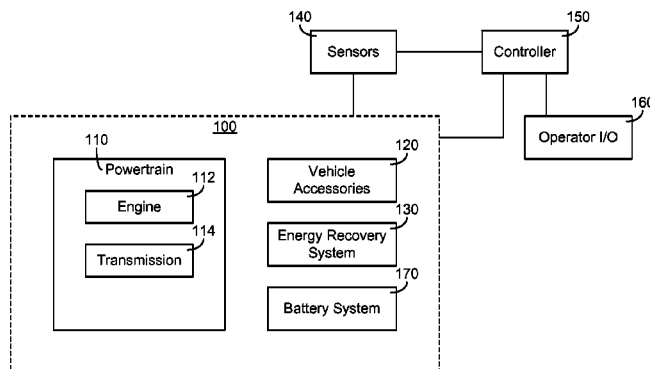 140
150
Sensors
Controller
160
Operator I/O
100
110
Powertrain
112
Engine
114
Transmission
120
Vehicle
Accessories
130
Energy Recovery
System
170
Battery System